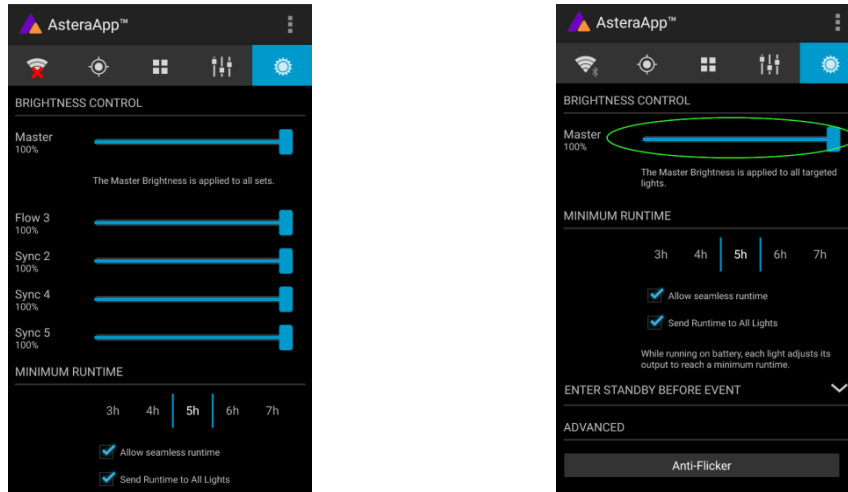 AsteraApp™
BRIGHTNESS CONTROL
Master
100%
The Master Brightness is applied to all sets.
Flow 3
100%
Sync 2
100%
Sync 4
100%
Sync 5
100%
MINIMUM RUNTIME
3h 4h 5h 6h 7h
Allow seamless runtime
Send Runtime to All Lights
AsteraApp™
BRIGHTNESS CONTROL
Master
100%
The Master Brightness is applied to all targeted
lights.
MINIMUM RUNTIME
3h 4h 5h 6h 7h
Allow seamless runtime
Send Runtime to All Lights
While running on battery, each light adjusts its
output to reach a minimum runtime.
ENTER STANDBY BEFORE EVENT
ADVANCED
Anti-Flicker